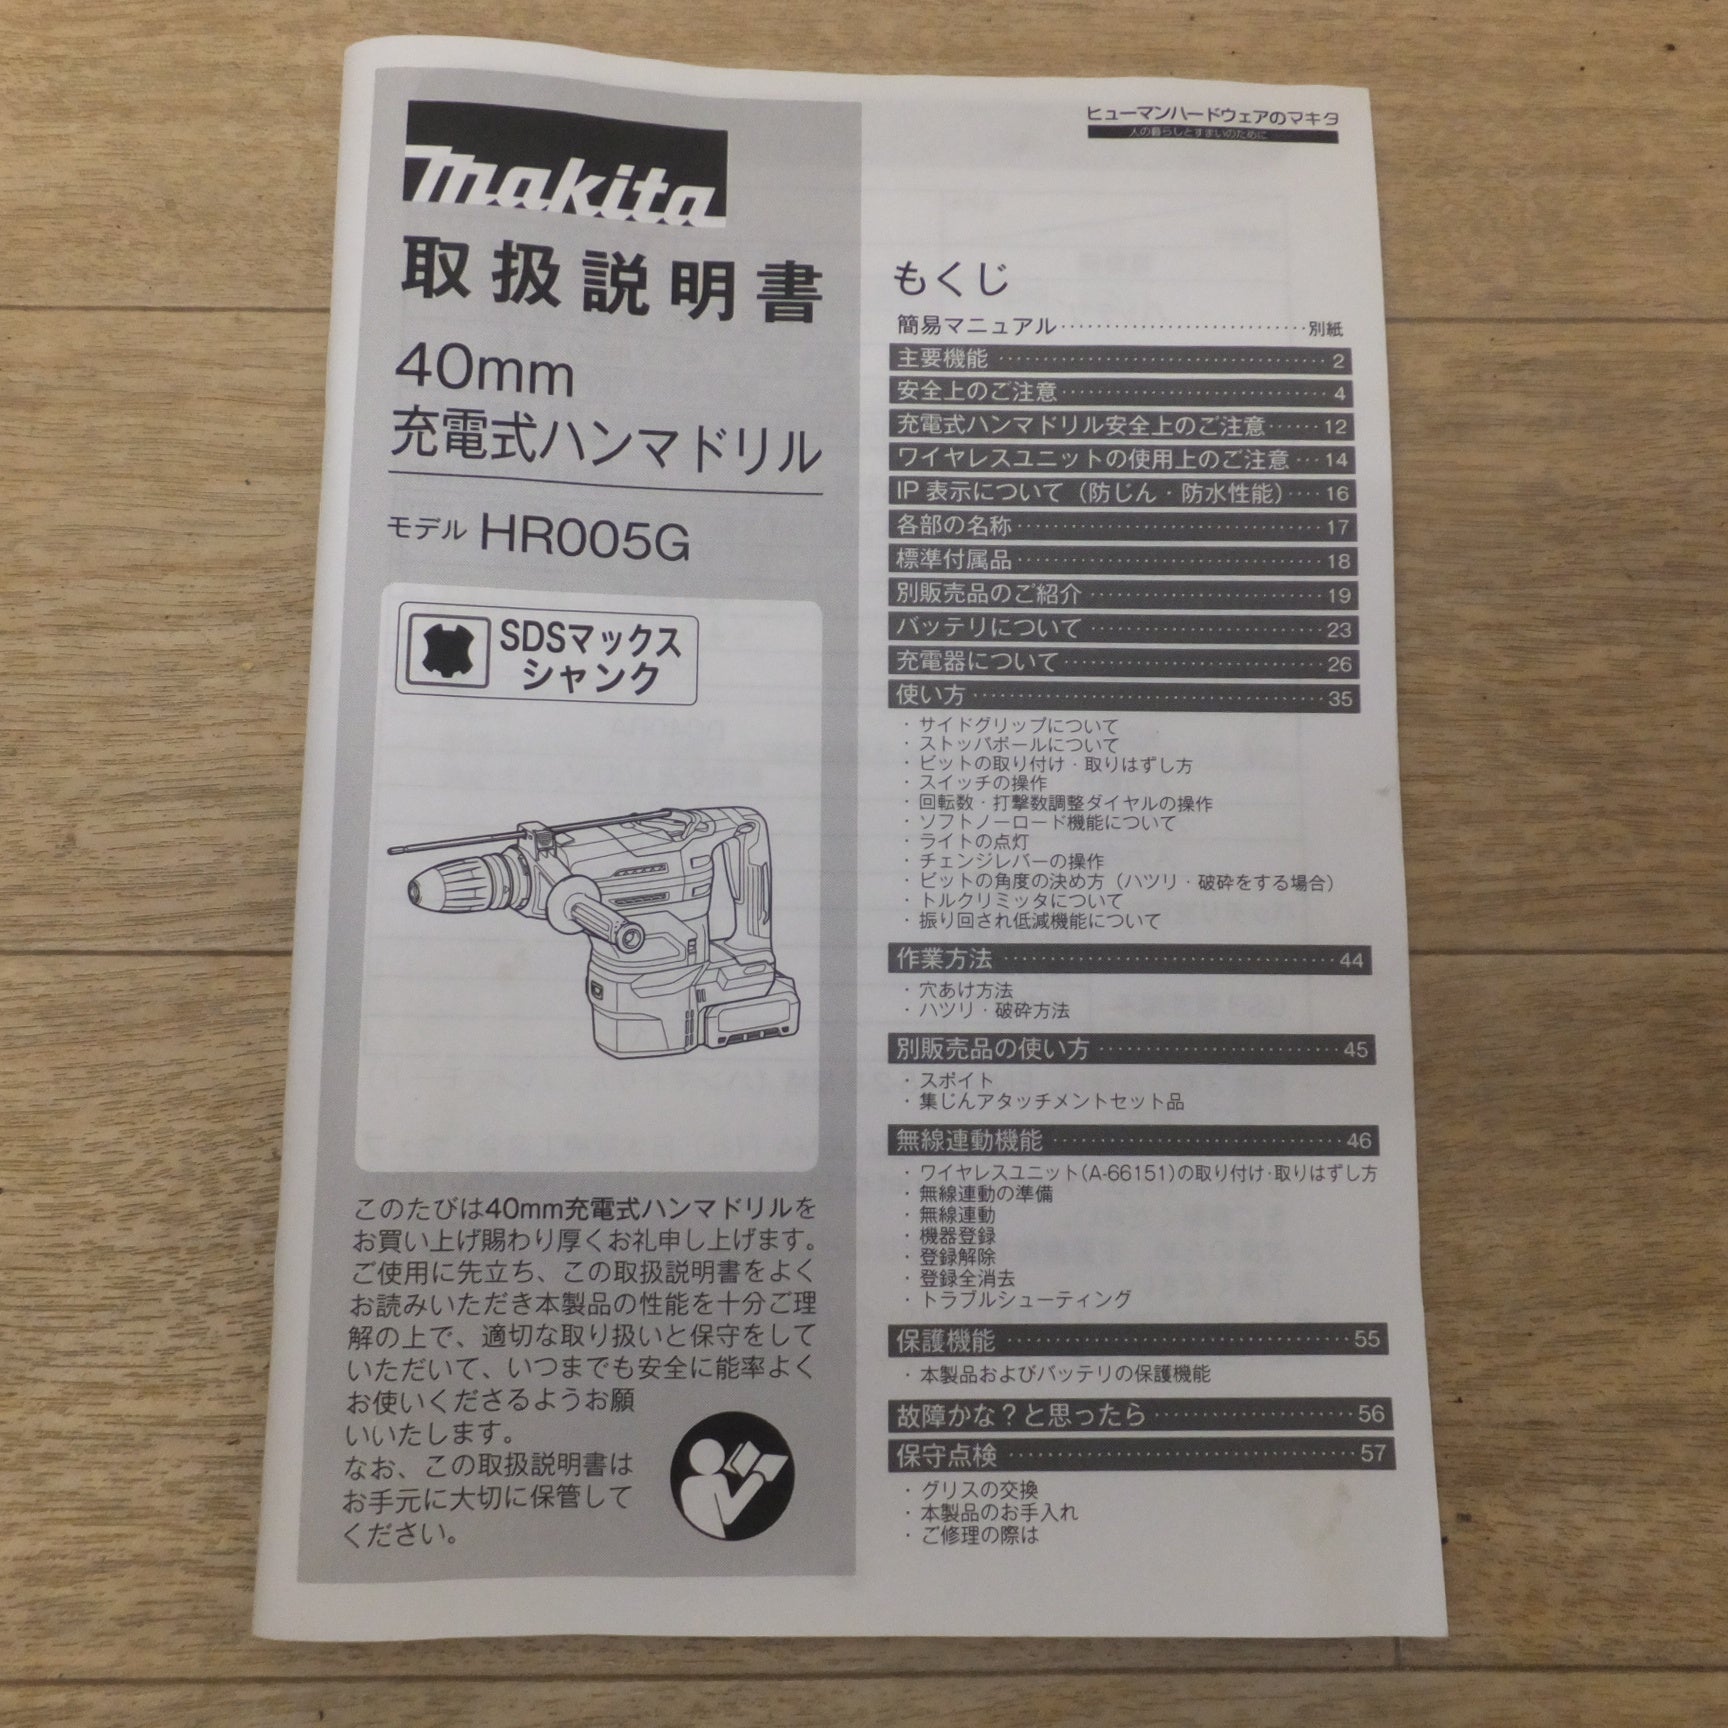 makita
取扱説明書
40mm
充電式ハンマドリル
モデル HR005G
SDSマックス
シャンク
このたびは40mm充電式ハンマドリルを
お買い上げ賜わり厚くお礼申し上げます。
ご使用に先立ち、この取扱説明書をよく
お読みいただき本製品の性能を十分ご理
解の上で、適切な取り扱いと保守をして
いただいて、いつまでも安全に能率よく
お使いくださるようお願
いいたします。
なお、この取扱説明書は
お手元に大切に保管して
ください。
ヒューマンハードウェアのマキタ
人の暮らしとすまいのために
もくじ
簡易マニュアル…………………………別紙
主要機能…………………………………2
安全上のご注意…………………………4
充電式ハンマドリル安全上のご注意……12
ワイヤレスユニットの使用上のご注意…14
IP 表示について（防じん・防水性能）…16
各部の名称………………………………17
標準付属品………………………………18
別販売品のご紹介………………………19
バッテリについて………………………23
充電器について…………………………26
使い方……………………………………35
・サイドグリップについて
・ストッパポールについて
・ビットの取り付け・取りはずし方
・スイッチの操作
・回転数・打撃数調整ダイヤルの操作
・ソフトノーロード機能について
・ライトの点灯
・チェンジレバーの操作
・ビットの角度の決め方（ハツリ・破砕をする場合）
・トルクリミッタについて
・振り回され低減機能について
作業方法…………………………………44
・穴あけ方法
・ハツリ・破砕方法
別販売品の使い方………………………45
・スポイト
・集じんアタッチメントセット品
無線連動機能……………………………46
・ワイヤレスユニット(A-66151)の取り付け・取りはずし方
・無線連動の準備
・無線連動
・機器登録
・登録解除
・登録全消去
・トラブルシューティング
保護機能…………………………………55
・本製品およびバッテリの保護機能
故障かな？と思ったら…………………56
保守点検…………………………………57
・グリスの交換
・本製品のお手入れ
・ご修理の際は